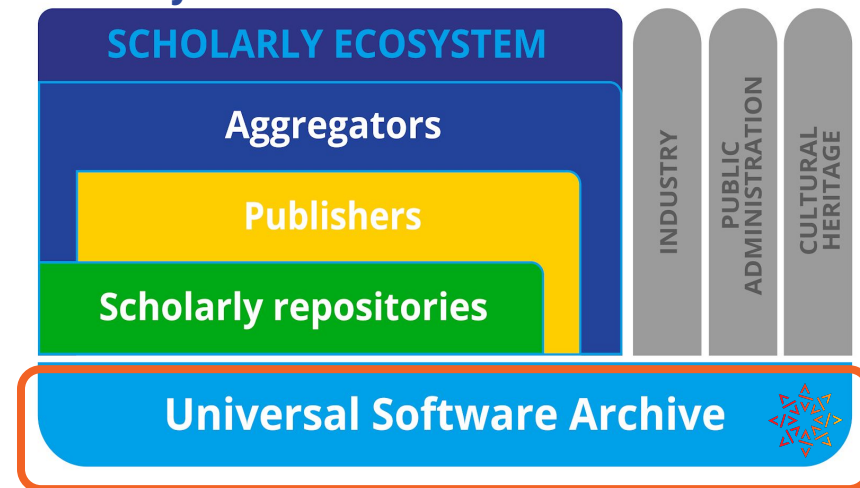 SCHOLARLY ECOSYSTEM
Aggregators
Publishers
Scholarly repositories
INDUSTRY
PUBLIC
ADMINISTRATION
CULTURAL
HERITAGE
Universal Software Archive